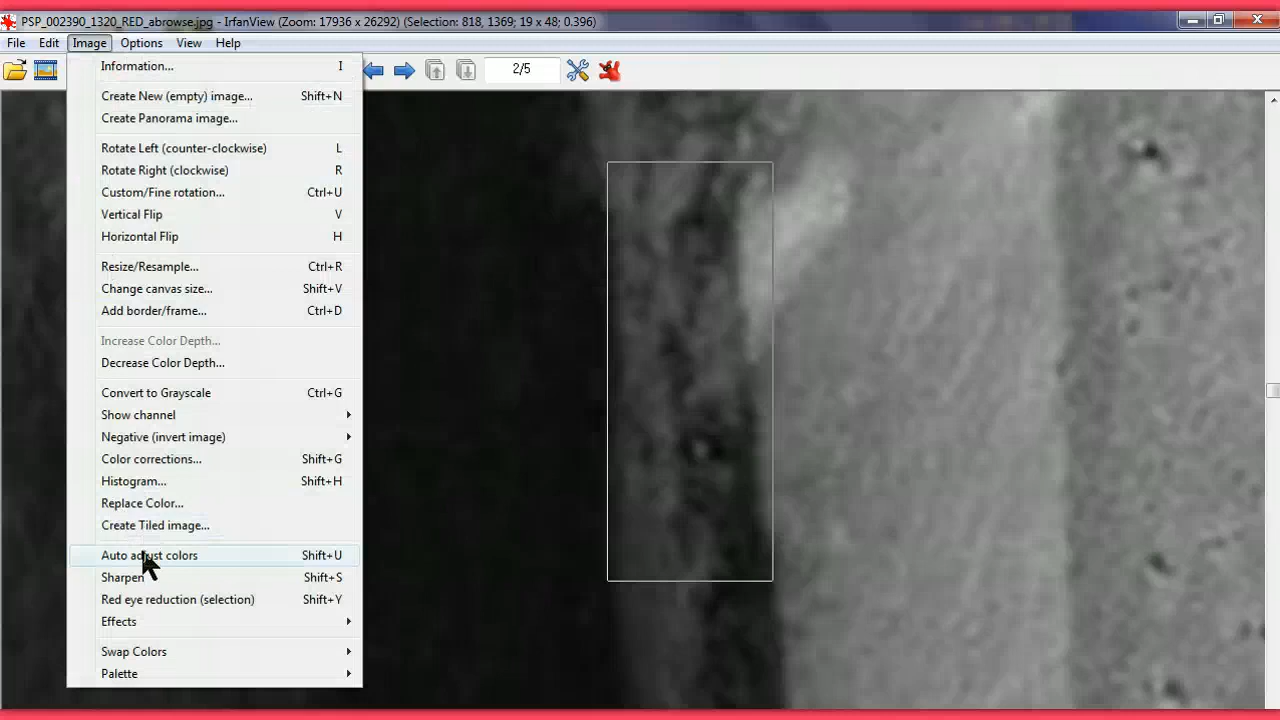 PSP_002390_1320_RED_abrowse.jpg - IrfanView (Zoom: 17936 x 26292) (Selection: 818, 1369; 19 x 48; 0.396)
File Edit Image Options View Help
2/5
Information... I
Create New (empty) image... Shift+N
Create Panorama image...
Rotate Left (counter-clockwise) L
Rotate Right (clockwise) R
Custom/Fine rotation... Ctrl+U
Vertical Flip V
Horizontal Flip H
Resize/Resample... Ctrl+R
Change canvas size... Shift+V
Add border/frame... Ctrl+D
Increase Color Depth...
Decrease Color Depth...
Convert to Grayscale Ctrl+G
Show channel
Negative (invert image)
Color corrections... Shift+G
Histogram... Shift+H
Replace Color...
Create Tiled image...
Auto adjust colors Shift+U
Sharpen Shift+S
Red eye reduction (selection) Shift+Y
Effects
Swap Colors
Palette